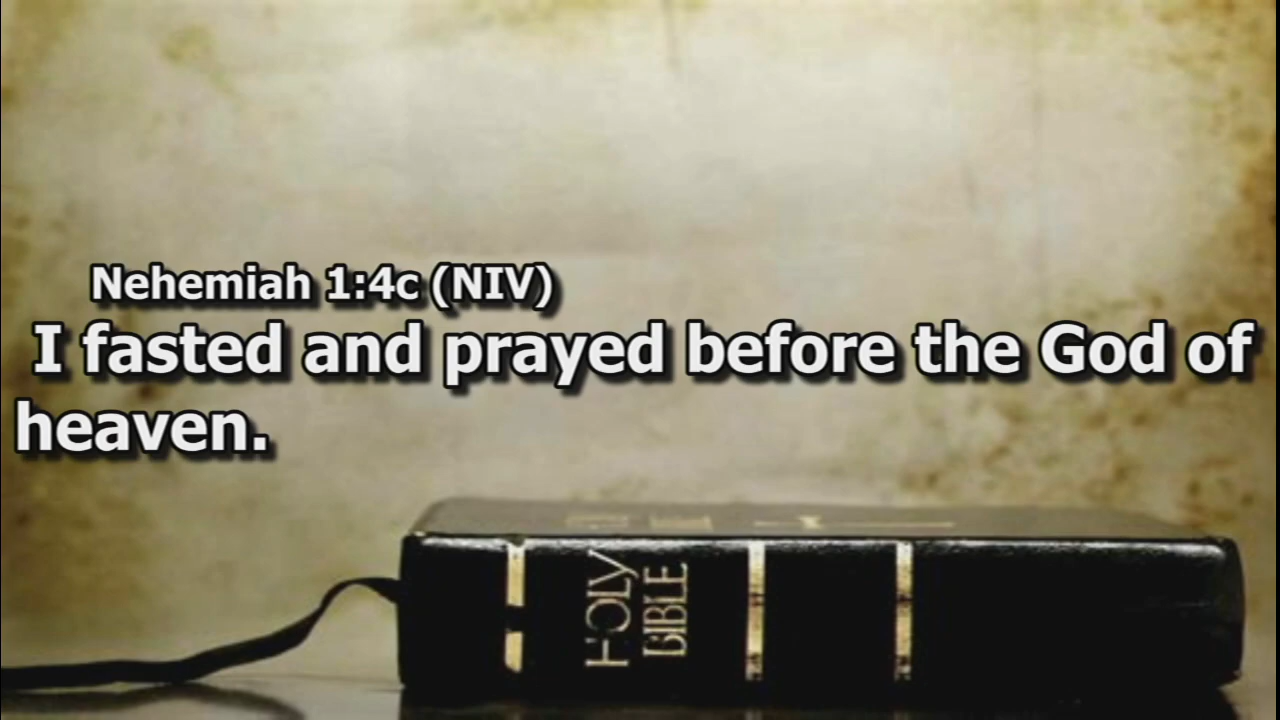 Nehemiah 1:4c (NIV)
I fasted and prayed before the God of
heaven.
HOLY
BIBLE